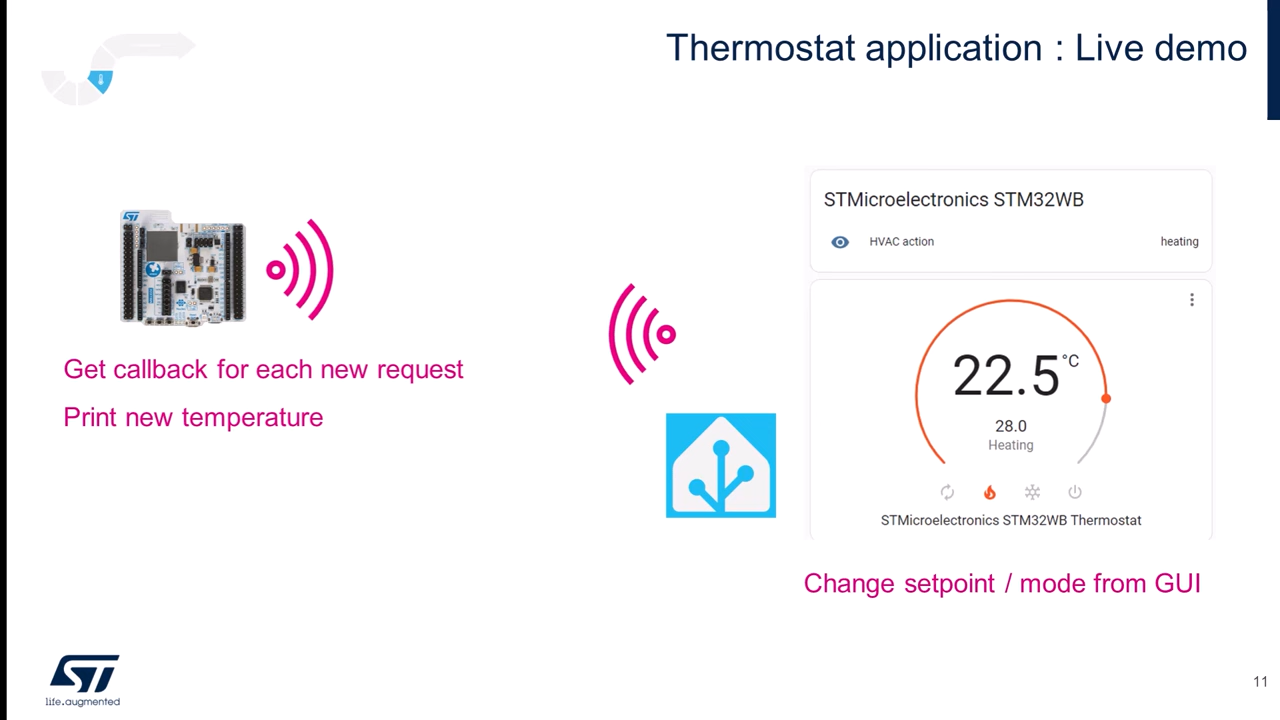 Thermostat application : Live demo
STMicroelectronics STM32WB
HVAC action
heating
22.5 °C
28.0
Heating
STMicroelectronics STM32WB Thermostat
Get callback for each new request
Print new temperature
Change setpoint / mode from GUI
ST
life.augmented
11